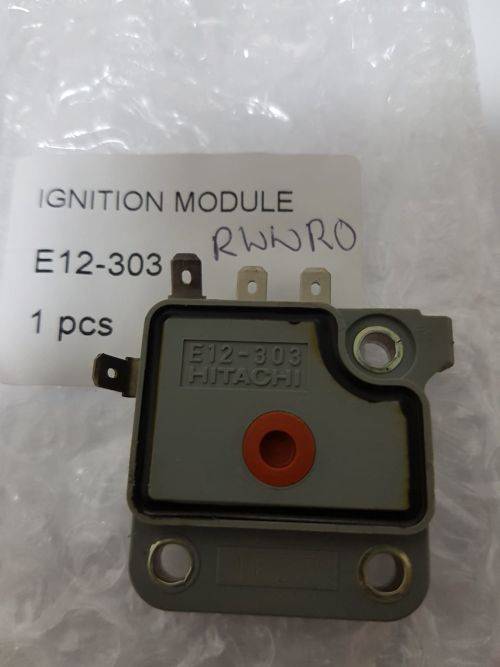 IGNITION MODULE
E12-303
RWWRO
1 pcs
E12-303
HITACHI